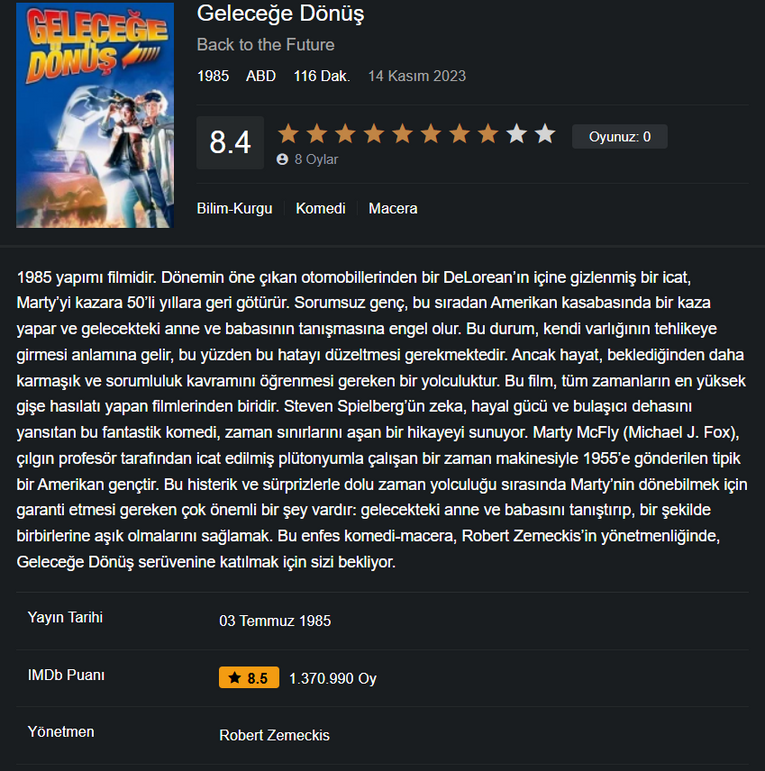 GELECEĞE
DÖNÜŞ
Geleceğe Dönüş
Back to the Future
1985 ABD 116 Dak. 14 Kasım 2023
8.4
Oyunuz: 0
8 Oylar
Bilim-Kurgu Komedi Macera
1985 yapımı filmidir. Dönemin öne çıkan otomobillerinden bir DeLorean’ın içine gizlenmiş bir icat,
Marty’yi kazara 50’li yıllara geri götürür. Sorumsuz genç, bu sıradan Amerikan kasabasında bir kaza
yapar ve gelecekteki anne ve babasının tanışmasına engel olur. Bu durum, kendi varlığının tehlikeye
girmesi anlamına gelir, bu yüzden bu hatayı düzeltmesi gerekmektedir. Ancak hayat, beklediğinden daha
karmaşık ve sorumluluk kavramını öğrenmesi gereken bir yolculuktur. Bu film, tüm zamanların en yüksek
gişe hasılatı yapan filmlerinden biridir. Steven Spielberg’ün zeka, hayal gücü ve bulaşıcı dehasını
yansıtan bu fantastik komedi, zaman sınırlarını aşan bir hikayeyi sunuyor. Marty McFly (Michael J. Fox),
çılgın profesör tarafından icat edilmiş plütonyumla çalışan bir zaman makinesiyle 1955’e gönderilen tipik
bir Amerikan gençtir. Bu histerik ve sürprizlerle dolu zaman yolculuğu sırasında Marty’nin dönebilmek için
garanti etmesi gereken çok önemli bir şey vardır: gelecekteki anne ve babasını tanıştırıp, bir şekilde
birbirlerine aşık olmalarını sağlamak. Bu enfes komedi-macera, Robert Zemeckis’in yönetmenliğinde,
Geleceğe Dönüş serüvenine katılmak için sizi bekliyor.
Yayın Tarihi 03 Temmuz 1985
IMDb Puanı 8.5 1.370.990 Oy
Yönetmen Robert Zemeckis